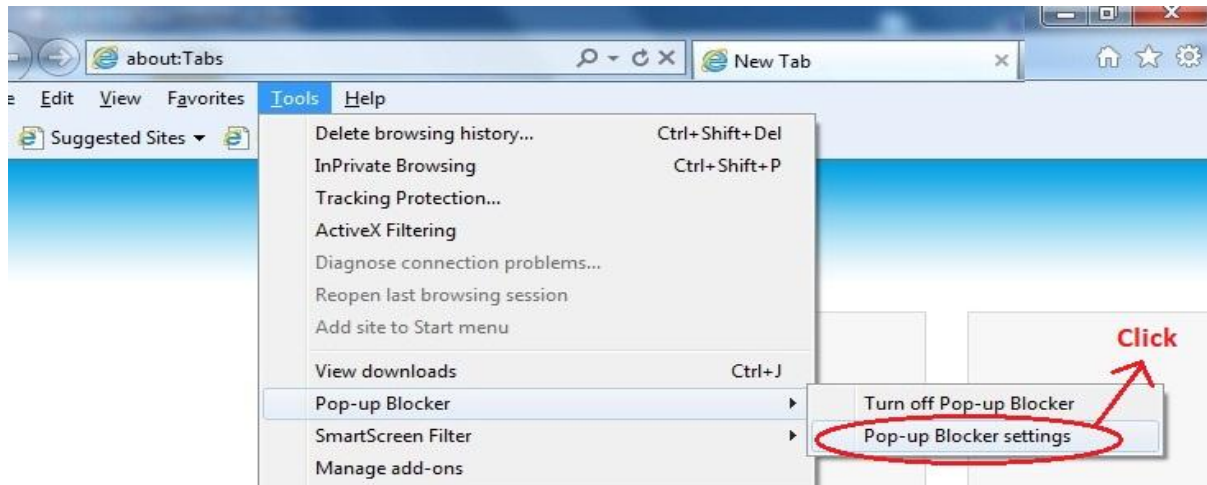 about:Tabs
New Tab
Edit View Favorites Tools Help
Suggested Sites
Delete browsing history... Ctrl+Shift+Del
InPrivate Browsing Ctrl+Shift+P
Tracking Protection...
ActiveX Filtering
Diagnose connection problems...
Reopen last browsing session
Add site to Start menu
Click
View downloads Ctrl+J
Pop-up Blocker
Turn off Pop-up Blocker
SmartScreen Filter
Pop-up Blocker settings
Manage add-ons